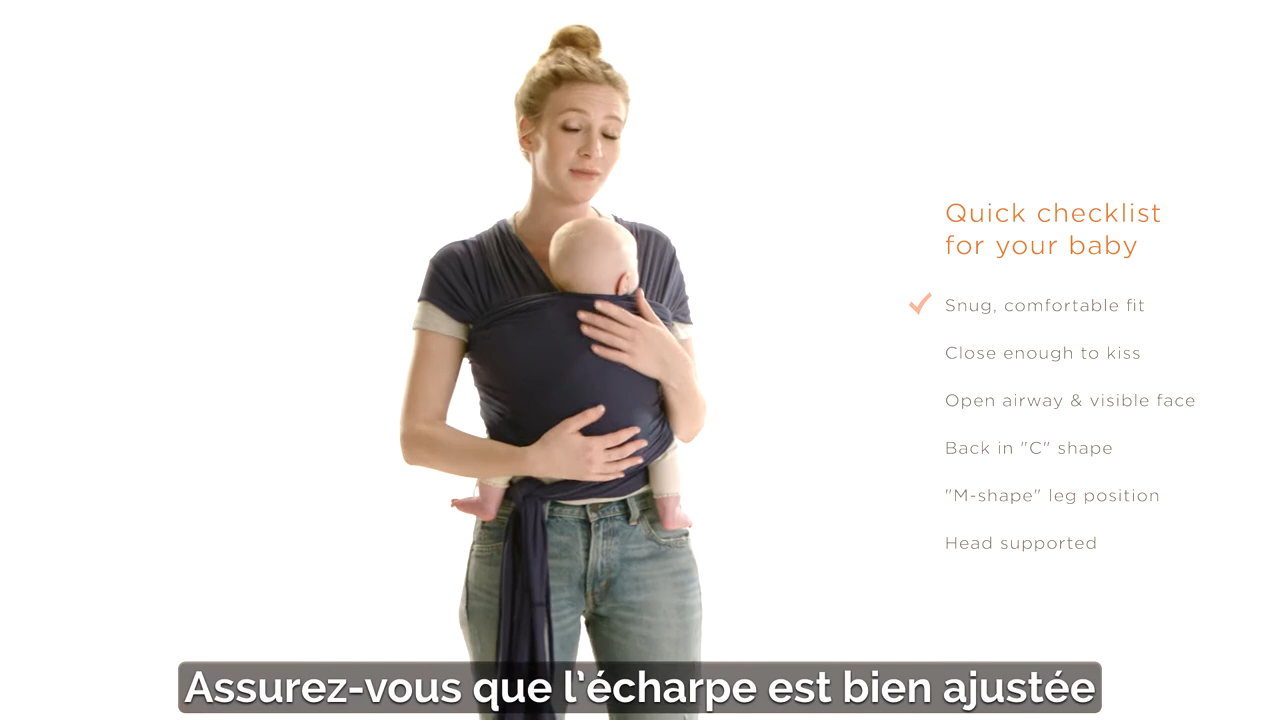 Quick checklist
for your baby
Snug, comfortable fit
Close enough to kiss
Open airway & visible face
Back in "C" shape
"M-shape" leg position
Head supported
Assurez-vous que l’écharpe est bien ajustée